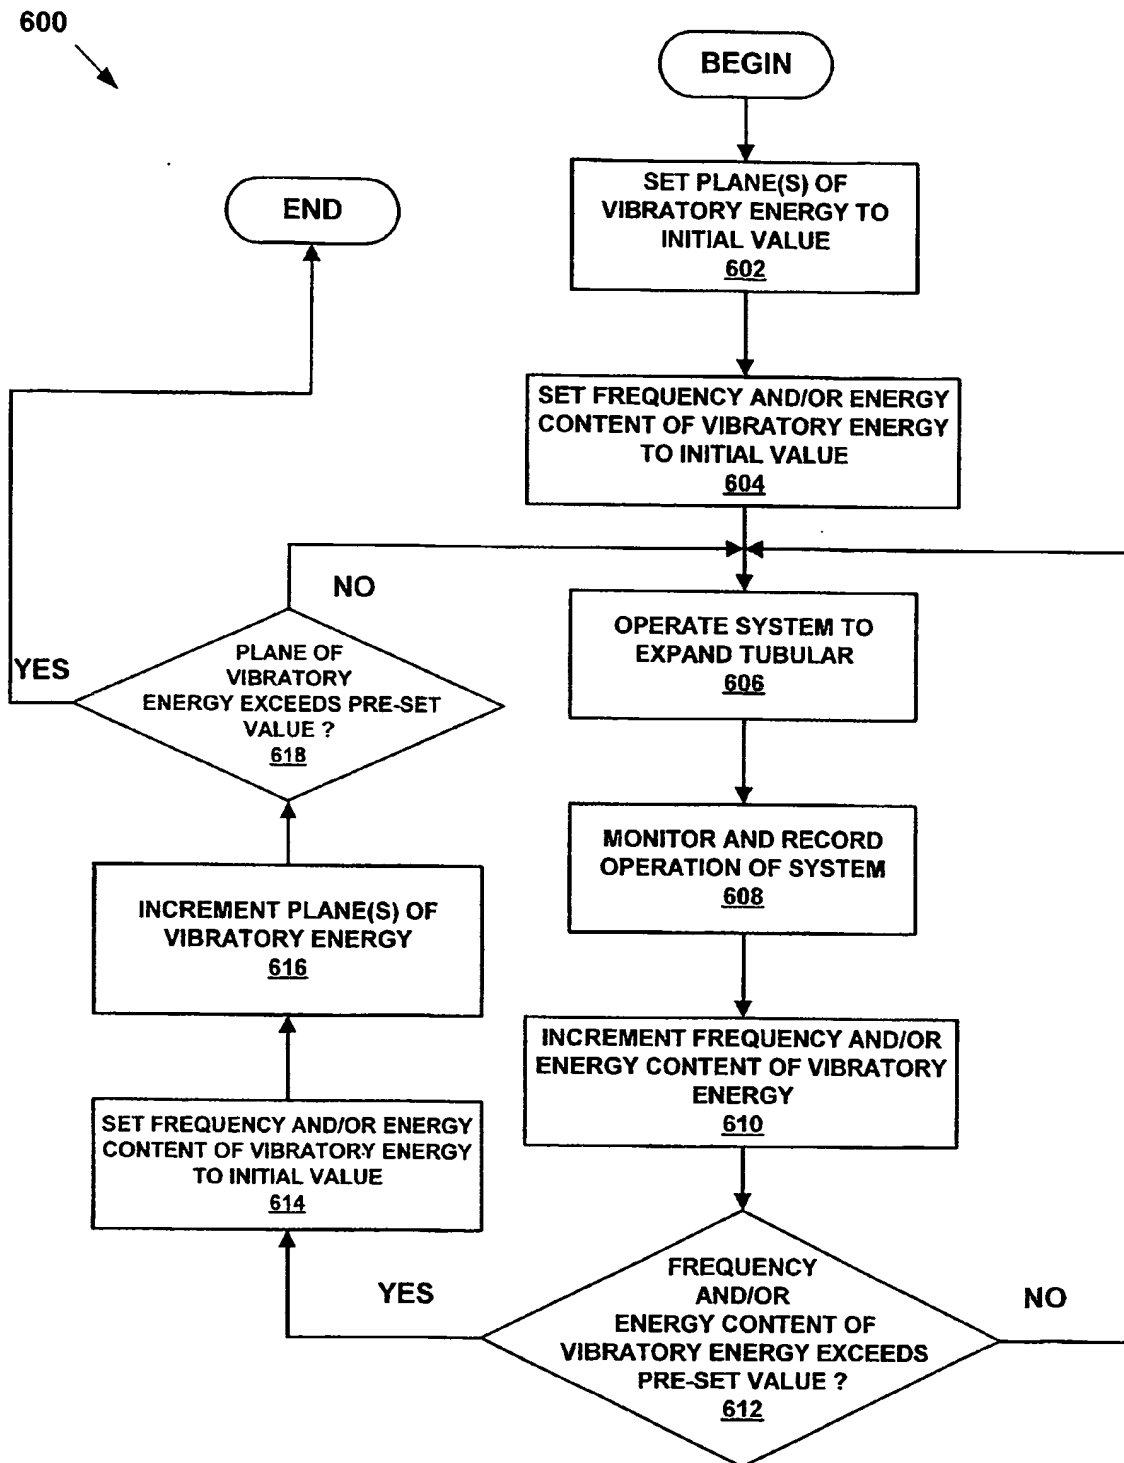 600
BEGIN
SET PLANE(S) OF
VIBRATORY ENERGY TO
INITIAL VALUE
602
END
SET FREQUENCY AND/OR ENERGY
CONTENT OF VIBRATORY ENERGY
TO INITIAL VALUE
604
NO
OPERATE SYSTEM TO
EXPAND TUBULAR
606
YES
PLANE OF
VIBRATORY
ENERGY EXCEEDS PRE-SET
VALUE ?
618
MONITOR AND RECORD
OPERATION OF SYSTEM
608
INCREMENT PLANE(S) OF
VIBRATORY ENERGY
616
INCREMENT FREQUENCY AND/OR
ENERGY CONTENT OF VIBRATORY
ENERGY
610
SET FREQUENCY AND/OR ENERGY
CONTENT OF VIBRATORY ENERGY
TO INITIAL VALUE
614
YES
FREQUENCY
AND/OR
ENERGY CONTENT OF
VIBRATORY ENERGY EXCEEDS
PRE-SET VALUE ?
612
NO